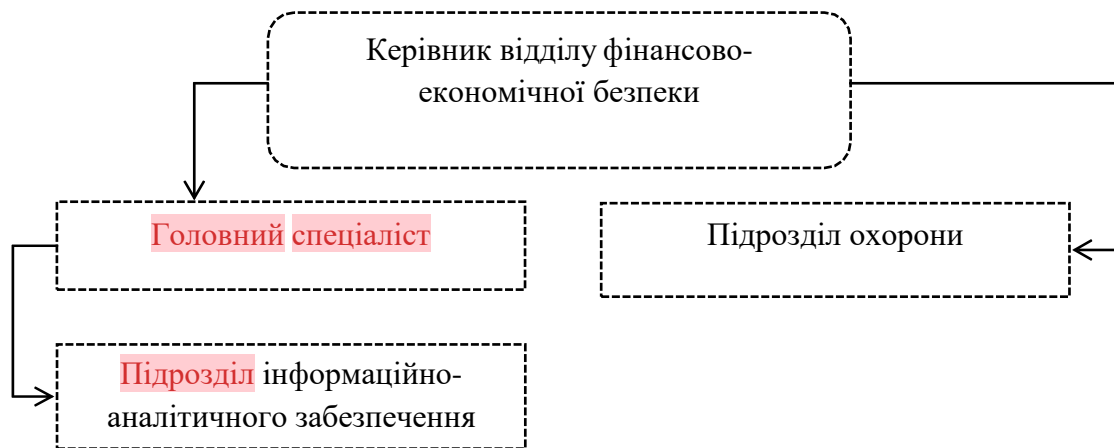 Керівник відділу фінансово-
економічної безпеки
Головний спеціаліст
Підрозділ охорони
Підрозділ інформаційно-
аналітичного забезпечення